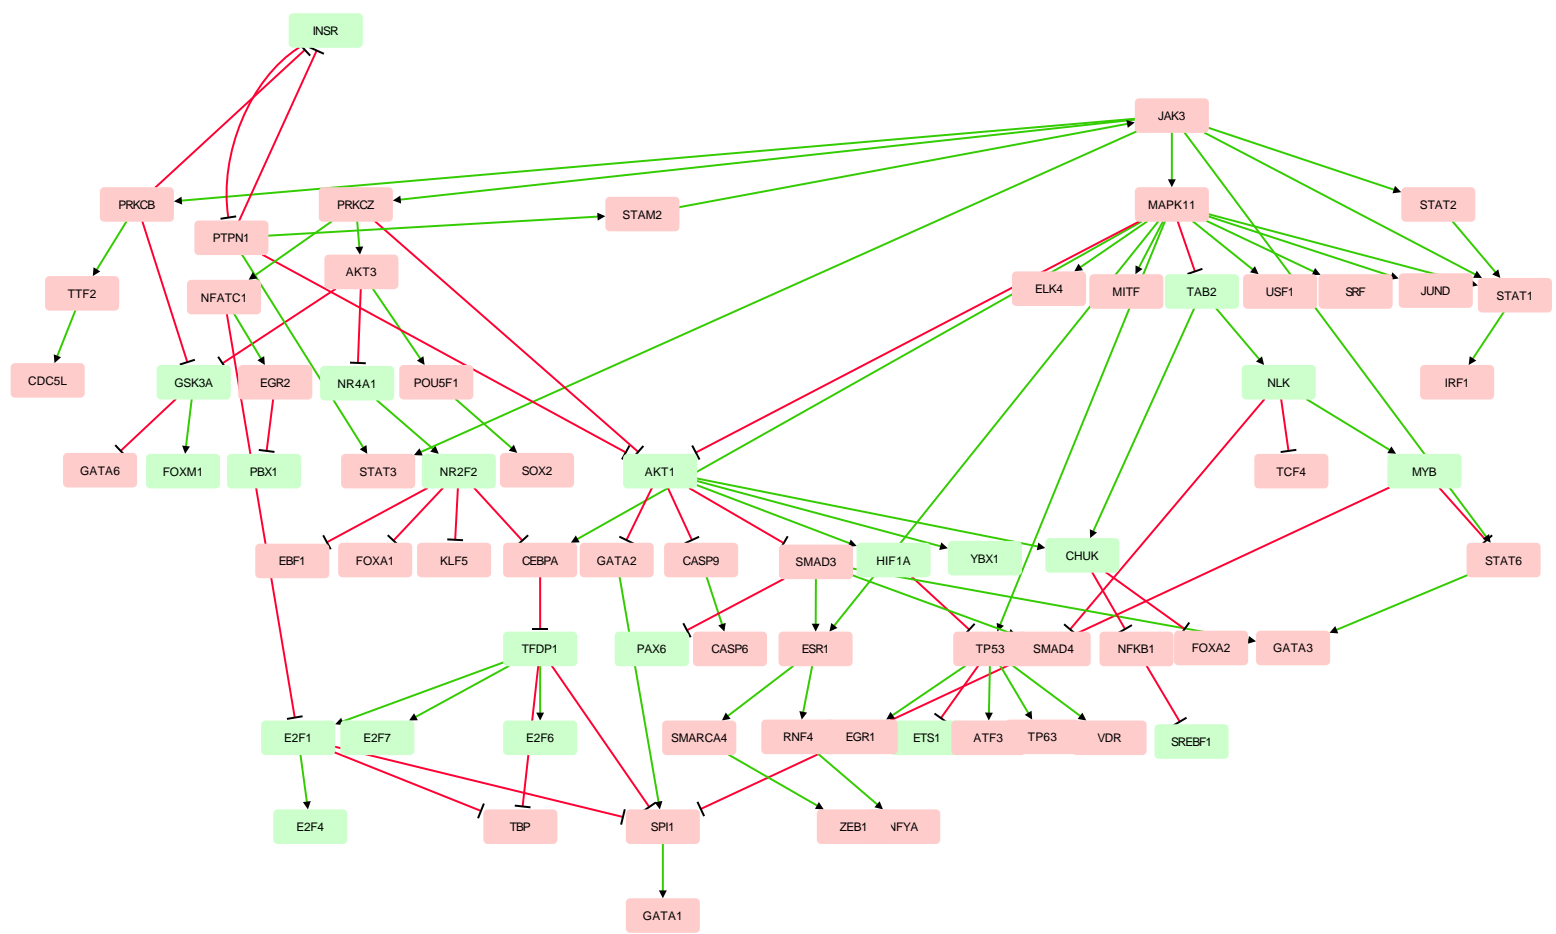 INSR
JAK3
PRKCB
PRKCZ
STAM2
MAPK11
STAT2
PTPN1
AKT3
TTF2
NFATC1
ELK4
MITF
TAB2
USF1
SRF
JUND
STAT1
CDC5L
GSK3A
EGR2
NR4A1
POU5F1
NLK
IRF1
GATA6
FOXM1
PBX1
STAT3
NR2F2
SOX2
AKT1
TCF4
MYB
EBF1
FOXA1
KLF5
CEBPA
GATA2
CASP9
SMAD3
HIF1A
YBX1
CHUK
STAT6
TFDP1
PAX6
CASP6
ESR1
TP53
SMAD4
NFKB1
FOXA2
GATA3
E2F1
E2F7
E2F6
SMARCA4
RNF4
EGR1
ETS1
ATF3
TP63
VDR
SREBF1
E2F4
TBP
SPI1
ZEB1
NFYA
GATA1